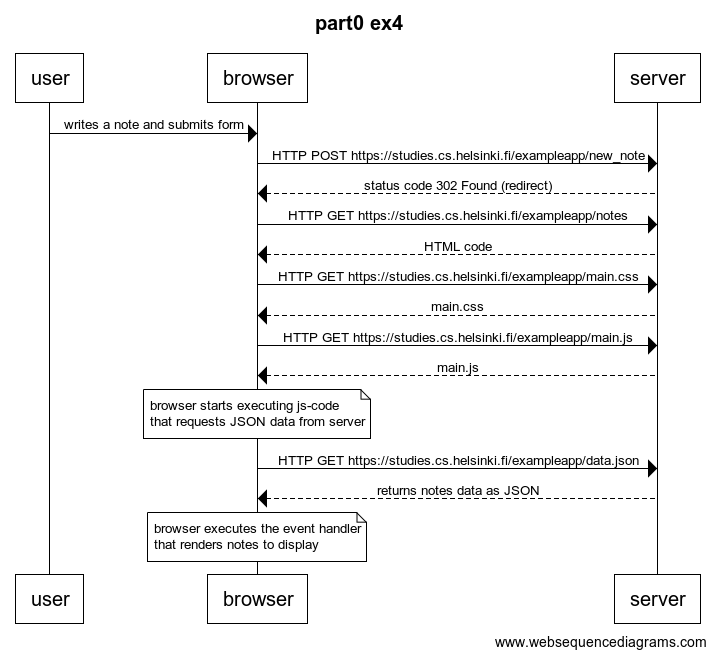 part0 ex4
user
browser
server
writes a note and submits form
HTTP POST https://studies.cs.helsinki.fi/exampleapp/new_note
status code 302 Found (redirect)
HTTP GET https://studies.cs.helsinki.fi/exampleapp/notes
HTML code
HTTP GET https://studies.cs.helsinki.fi/exampleapp/main.css
main.css
HTTP GET https://studies.cs.helsinki.fi/exampleapp/main.js
main.js
browser starts executing js-code
that requests JSON data from server
HTTP GET https://studies.cs.helsinki.fi/exampleapp/data.json
returns notes data as JSON
browser executes the event handler
that renders notes to display
user
browser
server
www.websequencediagrams.com